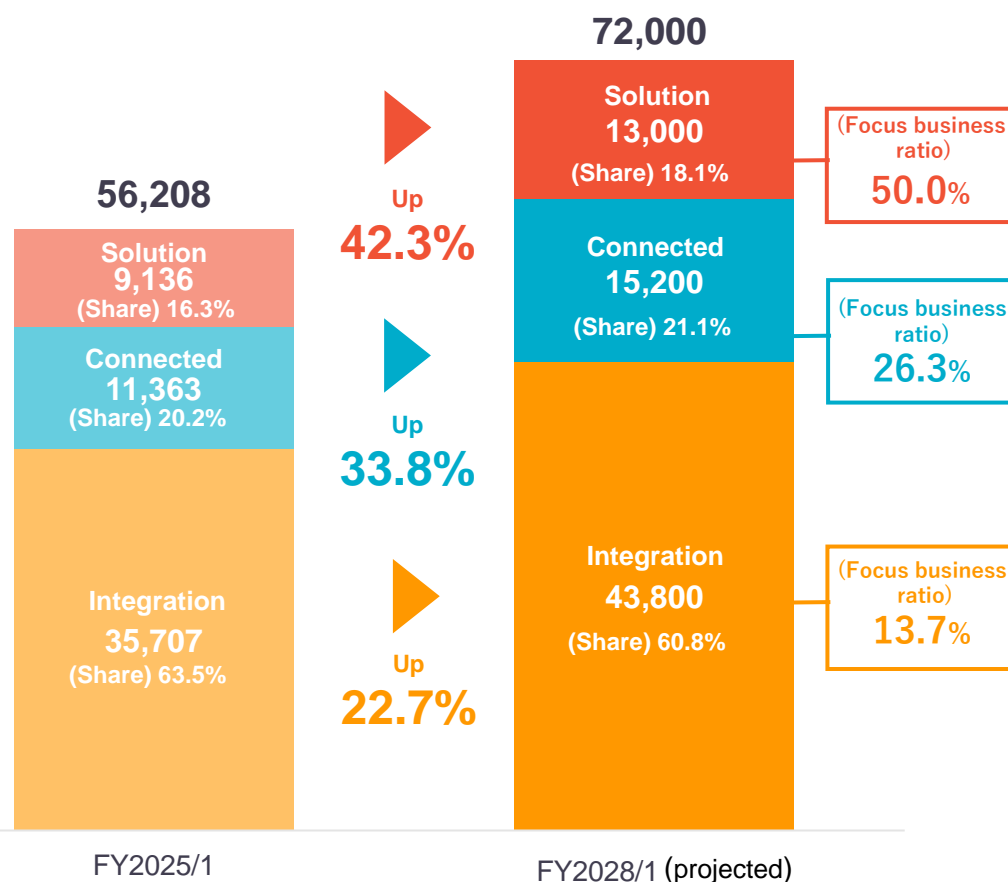 56,208
Solution
9,136
(Share) 16.3%
Connected
11,363
(Share) 20.2%
Integration
35,707
(Share) 63.5%
FY2025/1
Up
42.3%
Up
33.8%
Up
22.7%
72,000
Solution
13,000
(Share) 18.1%
Connected
15,200
(Share) 21.1%
Integration
43,800
(Share) 60.8%
FY2028/1 (projected)
(Focus business
ratio)
50.0%
(Focus business
ratio)
26.3%
(Focus business
ratio)
13.7%